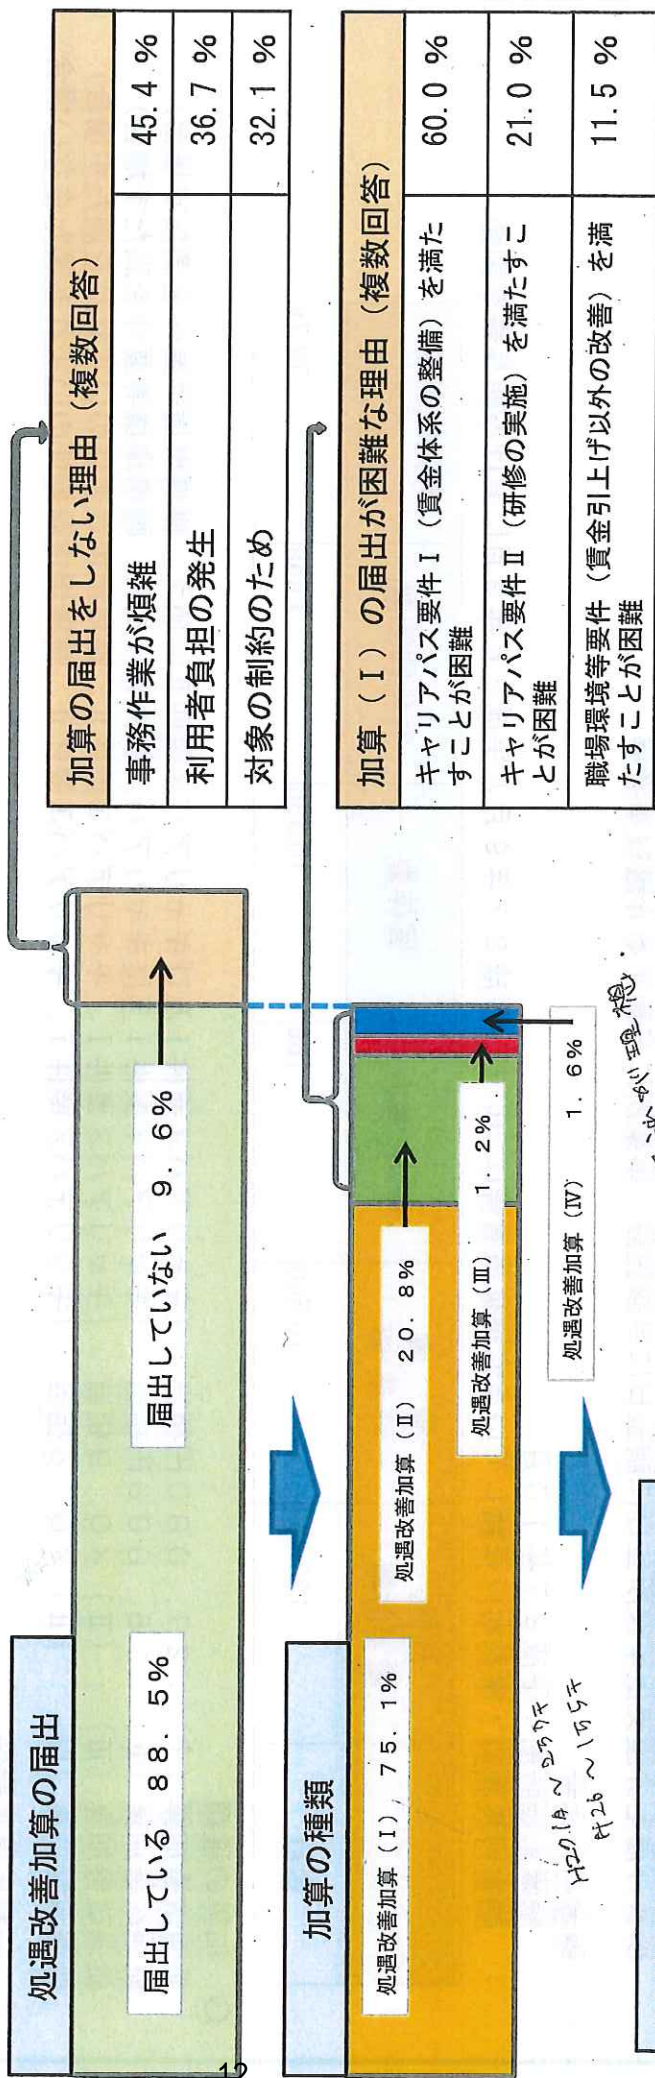 処遇改善加算の届出
届出している 88.5%
届出していない 9.6%
加算の届出をしない理由（複数回答）
事務作業が煩雑 45.4 %
利用者負担の発生 36.7 %
対象の制約のため 32.1 %
加算の種類
処遇改善加算（Ⅰ）, 75.1%
処遇改善加算（Ⅱ） 20.8%
処遇改善加算（Ⅲ） 1.2%
処遇改善加算（Ⅳ） 1.6%
加算（Ⅰ）の届出が困難な理由（複数回答）
キャリアパス要件Ⅰ（賃金体系の整備）を満た
すことが困難 60.0 %
キャリアパス要件Ⅱ（研修の実施）を満たすこ
とが困難 21.0 %
職場環境等要件（賃金引上げ以外の改善）を満
たすことが困難 11.5 %
12